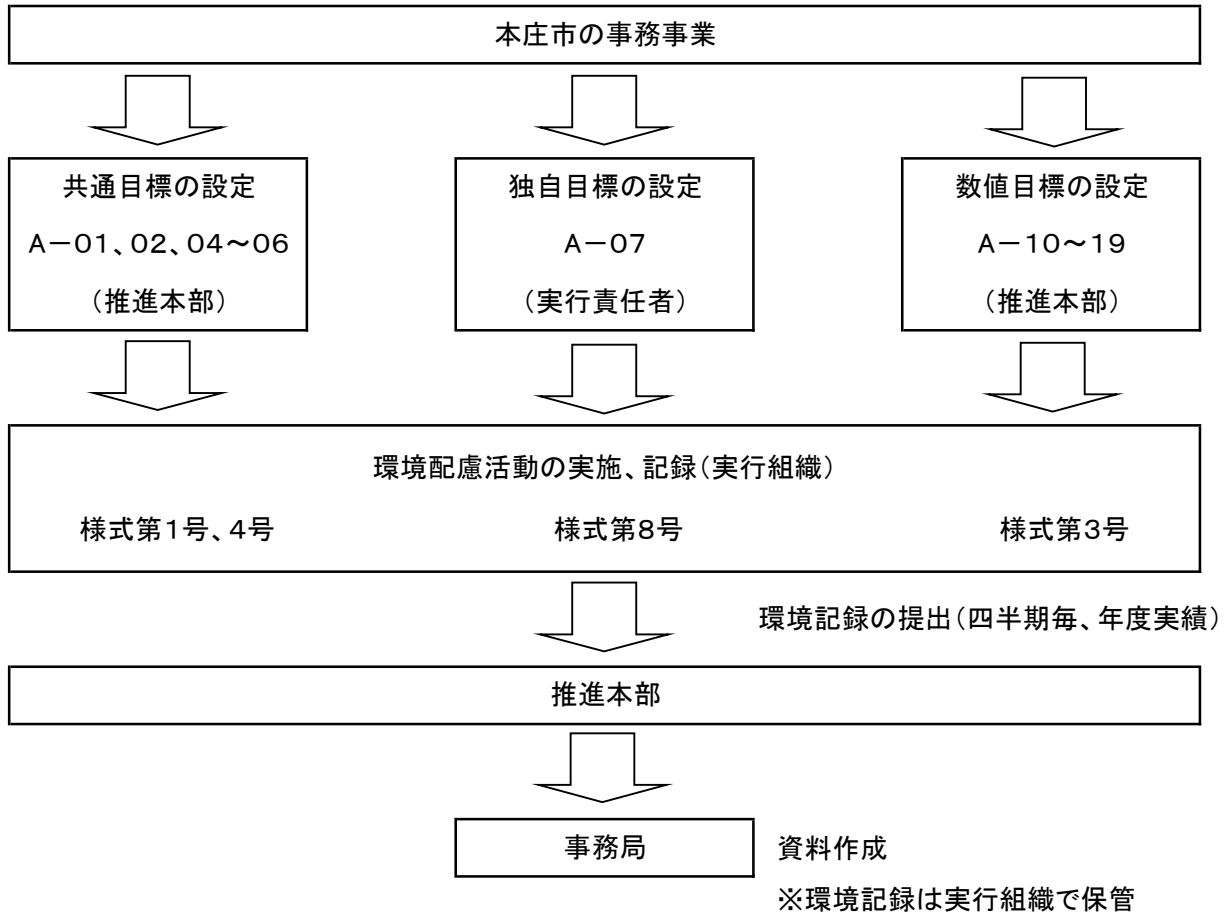 本庄市の事務事業
共通目標の設定
A－01、02、04～06
（推進本部）
独自目標の設定
A－07
（実行責任者）
数値目標の設定
A－10～19
（推進本部）
環境配慮活動の実施、記録（実行組織）
様式第1号、4号　様式第8号　様式第3号
環境記録の提出（四半期毎、年度実績）
推進本部
事務局
資料作成
※環境記録は実行組織で保管